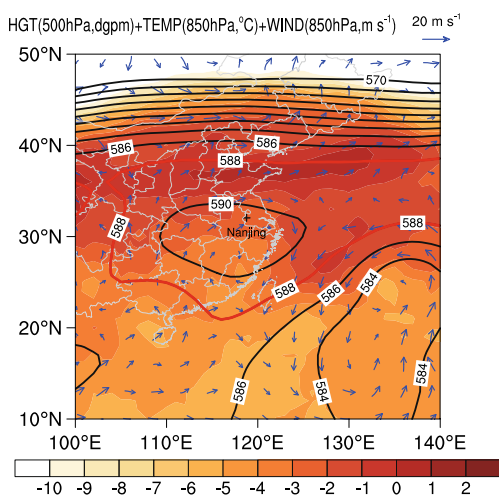 HGT(500hPa,dgpm)+TEMP(850hPa,°C)+WIND(850hPa,m s⁻¹) 20 m s⁻¹
50°N
570
40°N
586
586
588
590
588
588
Nanjing
30°N
588
586
584
20°N
586
584
584
10°N
100°E 110°E 120°E 130°E 140°E
-10 -9 -8 -7 -6 -5 -4 -3 -2 -1 0 1 2